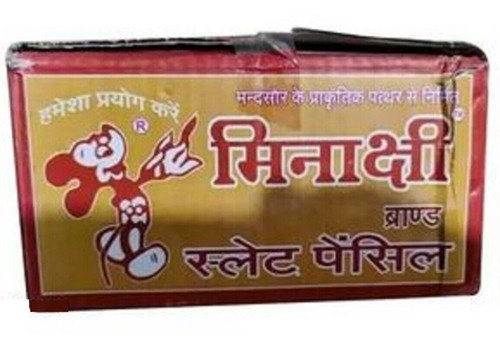 हमेशा प्रयोग करें
®
मन्दसौर के प्राकृतिक पत्थर से निर्मित
मिनाक्षी
ब्राण्ड
स्लेट पेंसिल